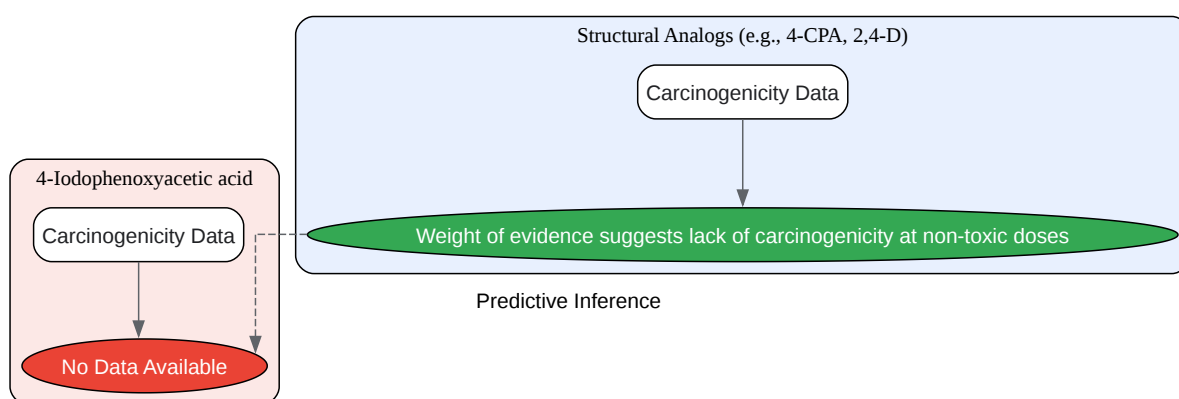 Structural Analogs (e.g., 4-CPA, 2,4-D)
Carcinogenicity Data
Weight of evidence suggests lack of carcinogenicity at non-toxic doses
4-Iodophenoxyacetic acid
Carcinogenicity Data
No Data Available
Predictive Inference